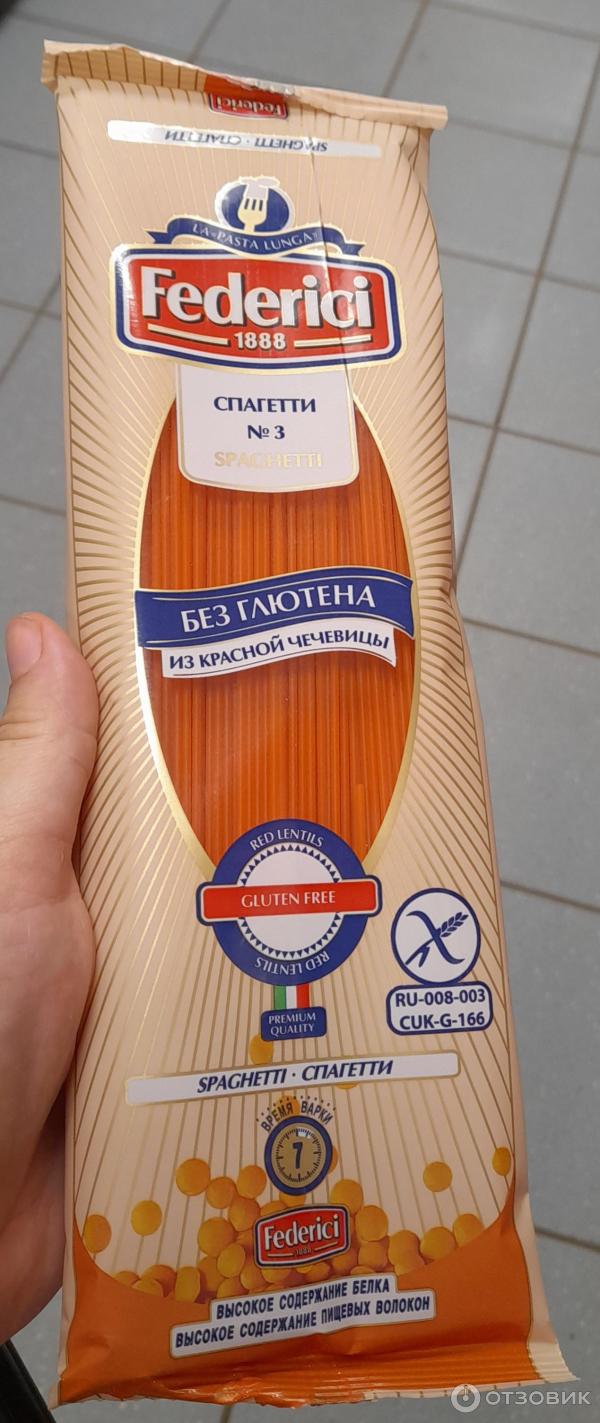 Federici
SPAGHETTI · СПАГЕТТИ
LA «PASTA LUNGA»
Federici
1888
СПАГЕТТИ
№ 3
SPAGHETTI
БЕЗ ГЛЮТЕНА
ИЗ КРАСНОЙ ЧЕЧЕВИЦЫ
RED LENTILS
GLUTEN FREE
RED LENTILS
PREMIUM
QUALITY
RU-008-003
CUK-G-166
SPAGHETTI · СПАГЕТТИ
ВРЕМЯ ВАРКИ
7
Federici
1888
ВЫСОКОЕ СОДЕРЖАНИЕ БЕЛКА
ВЫСОКОЕ СОДЕРЖАНИЕ ПИЩЕВЫХ ВОЛОКОН
ОТЗОВИК